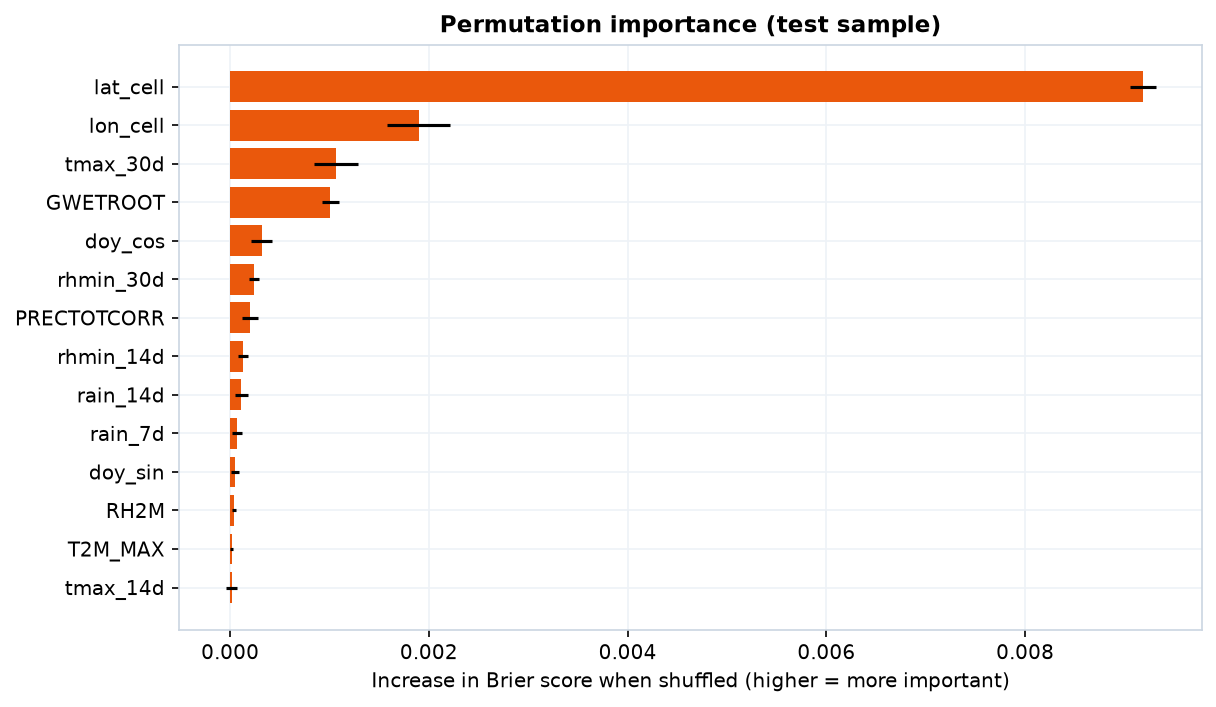 Permutation importance (test sample)
lat_cell
lon_cell
tmax_30d
GWETROOT
doy_cos
rhmin_30d
PRECTOTCORR
rhmin_14d
rain_14d
rain_7d
doy_sin
RH2M
T2M_MAX
tmax_14d
0.000 0.002 0.004 0.006 0.008
Increase in Brier score when shuffled (higher = more important)